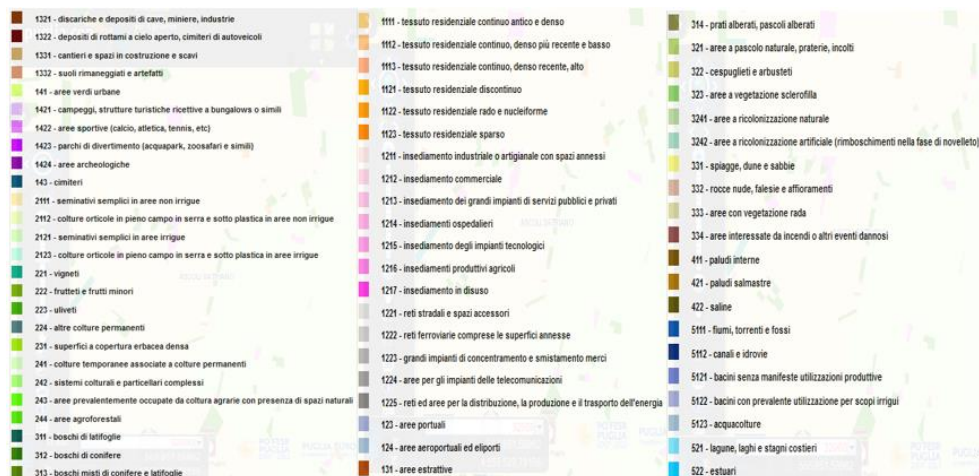 1321 - discariche e depositi di cave, miniere, industrie
1322 - depositi di rottami a cielo aperto, cimiteri di autoveicoli
1331 - cantieri e spazi in costruzione e scavi
1332 - suoli rimaneggiati e artefatti
141 - aree verdi urbane
1421 - campeggi, strutture turistiche ricettive a bungalows o simili
1422 - aree sportive (calcio, atletica, tennis, etc)
1423 - parchi di divertimento (acquapark, zoosafari e simili)
1424 - aree archeologiche
143 - cimiteri
2111 - seminativi semplici in aree non irrigue
2112 - colture orticole in pieno campo in serra e sotto plastica in aree non irrigue
2121 - seminativi semplici in aree irrigue
2123 - colture orticole in pieno campo in serra e sotto plastica in aree irrigue
221 - vigneti
222 - frutteti e frutti minori
223 - uliveti
224 - altre colture permanenti
231 - superfici a copertura erbacea densa
241 - colture temporanee associate a colture permanenti
242 - sistemi colturali e particellari complessi
243 - aree prevalentemente occupate da coltura agrarie con presenza di spazi naturali
244 - aree agroforestali
311 - boschi di latifoglie
312 - boschi di conifere
313 - boschi misti di conifere e latifoglie
1111 - tessuto residenziale continuo antico e denso
1112 - tessuto residenziale continuo, denso più recente e basso
1113 - tessuto residenziale continuo, denso recente, alto
1121 - tessuto residenziale discontinuo
1122 - tessuto residenziale rado e nucleiforme
1123 - tessuto residenziale sparso
1211 - insediamento industriale o artigianale con spazi annessi
1212 - insediamento commerciale
1213 - insediamento dei grandi impianti di servizi pubblici e privati
1214 - insediamenti ospedalieri
1215 - insediamento degli impianti tecnologici
1216 - insediamenti produttivi agricoli
1217 - insediamento in disuso
1221 - reti stradali e spazi accessori
1222 - reti ferroviarie comprese le superfici annesse
1223 - grandi impianti di concentramento e smistamento merci
1224 - aree per gli impianti delle telecomunicazioni
1225 - reti ed aree per la distribuzione, la produzione e il trasporto dell'energia
123 - aree portuali
124 - aree aeroportuali ed eliporti
131 - aree estrattive
314 - prati alberati, pascoli alberati
321 - aree a pascolo naturale, praterie, incolti
322 - cespuglieti e arbusteti
323 - aree a vegetazione sclerofilla
3241 - aree a ricolonizzazione naturale
3242 - aree a ricolonizzazione artificiale (rimboschimenti nella fase di novelleto)
331 - spiagge, dune e sabbie
332 - rocce nude, falesie e affioramenti
333 - aree con vegetazione rada
334 - aree interessate da incendi o altri eventi dannosi
411 - paludi interne
421 - paludi salmastre
422 - saline
5111 - fiumi, torrenti e fossi
5112 - canali e idrovie
5121 - bacini senza manifeste utilizzazioni produttive
5122 - bacini con prevalente utilizzazione per scopi irrigui
5123 - acquacolture
521 - lagune, laghi e stagni costieri
522 - estuari